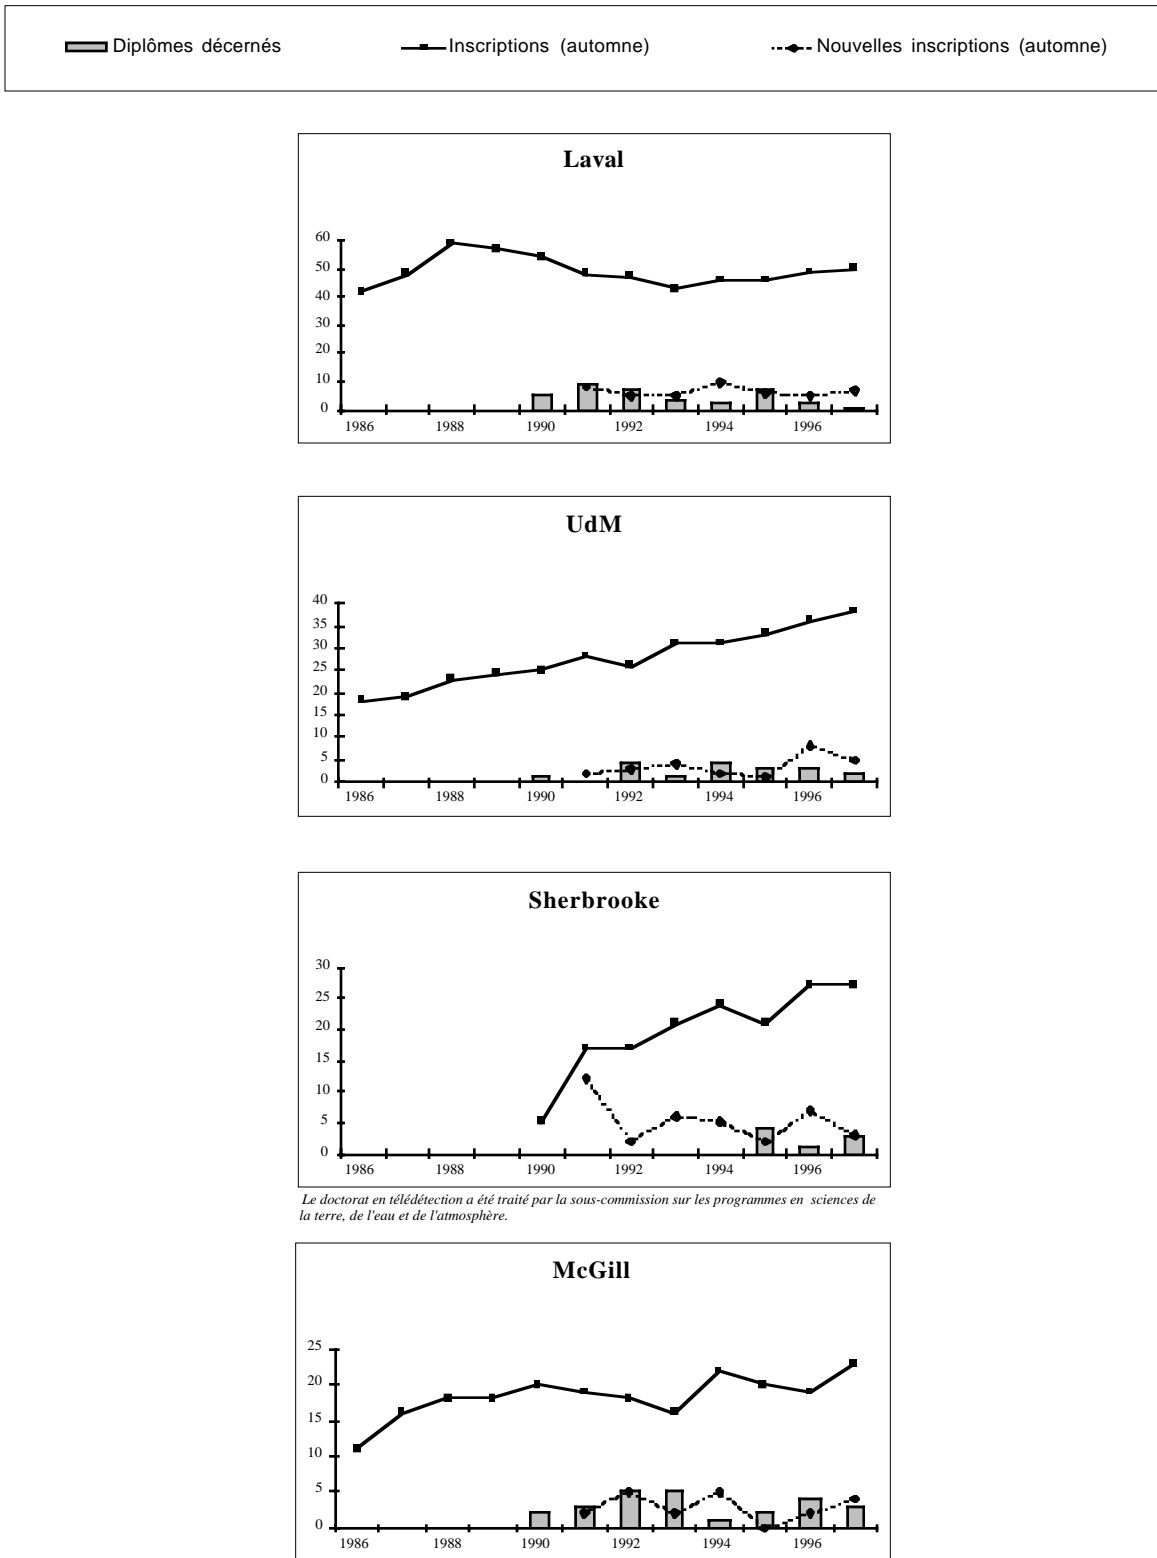 Diplômes décernés Inscriptions (automne) Nouvelles inscriptions (automne)
Laval
60
50
40
30
20
10
0
1986 1988 1990 1992 1994 1996
UdM
40
35
30
25
20
15
10
5
0
1986 1988 1990 1992 1994 1996
Sherbrooke
30
25
20
15
10
5
0
1986 1988 1990 1992 1994 1996
Le doctorat en télédétection a été traité par la sous-commission sur les programmes en sciences de
la terre, de l'eau et de l'atmosphère.
McGill
25
20
15
10
5
0
1986 1988 1990 1992 1994 1996